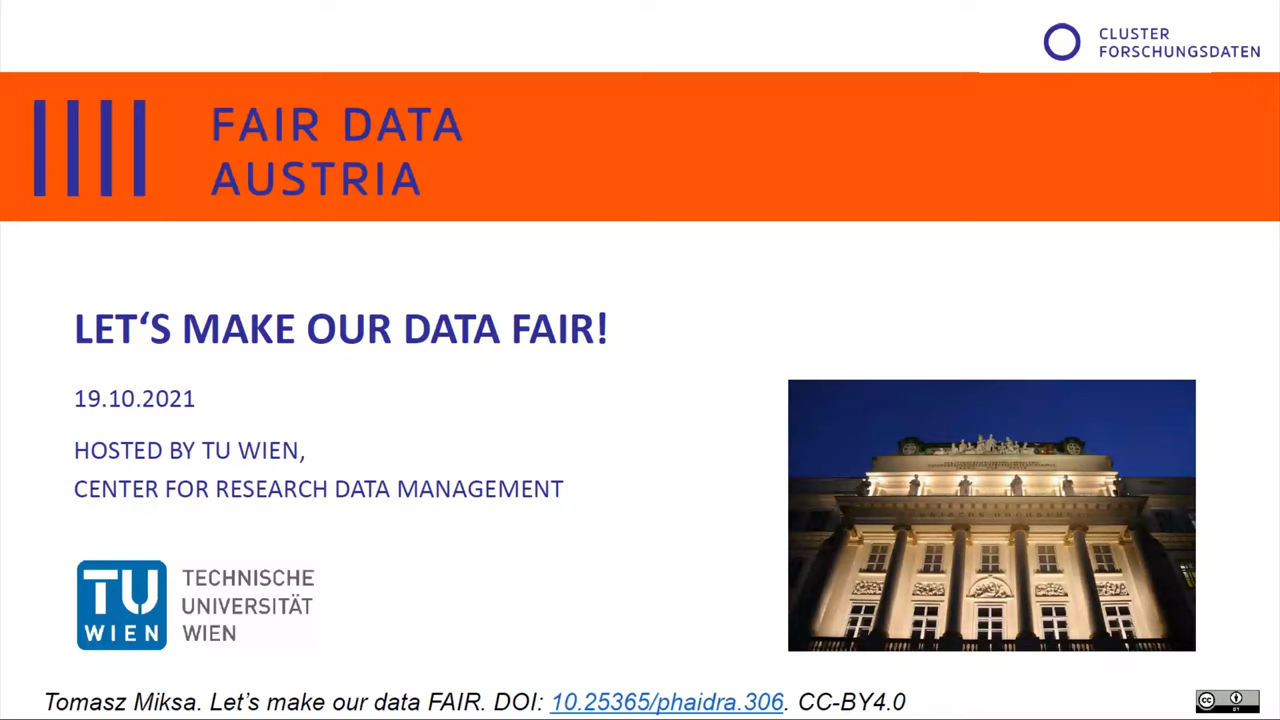 CLUSTER
FORSCHUNGSDATEN
FAIR DATA
AUSTRIA
LET‘S MAKE OUR DATA FAIR!
19.10.2021
HOSTED BY TU WIEN,
CENTER FOR RESEARCH DATA MANAGEMENT
TU
WIEN
TECHNISCHE
UNIVERSITÄT
WIEN
Tomasz Miksa. Let’s make our data FAIR. DOI: 10.25365/phaidra.306. CC-BY4.0
cc
BY